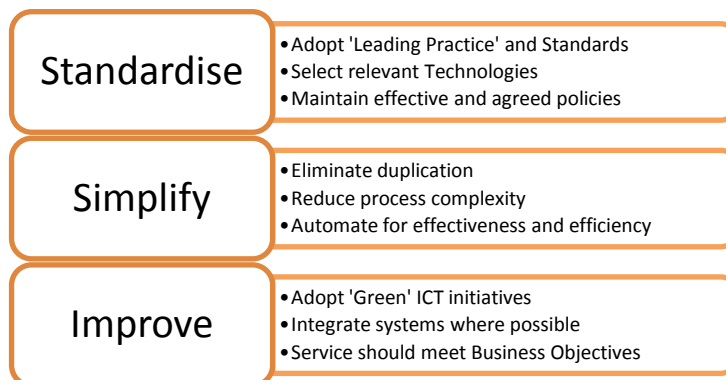 Standardise
•Adopt 'Leading Practice' and Standards
•Select relevant Technologies
•Maintain effective and agreed policies
Simplify
•Eliminate duplication
•Reduce process complexity
•Automate for effectiveness and efficiency
Improve
•Adopt 'Green' ICT initiatives
•Integrate systems where possible
•Service should meet Business Objectives